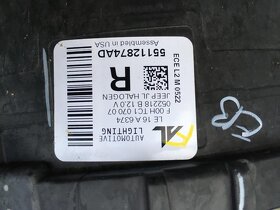 AL
AUTOMOTIVE
LIGHTING
LE 16 A 6374
F 00H TC1 070 07
052218 B 12.0 V
JEEP JL HALOGEN
R
55112874AD
Assembled in USA
ECE L2 M 0522